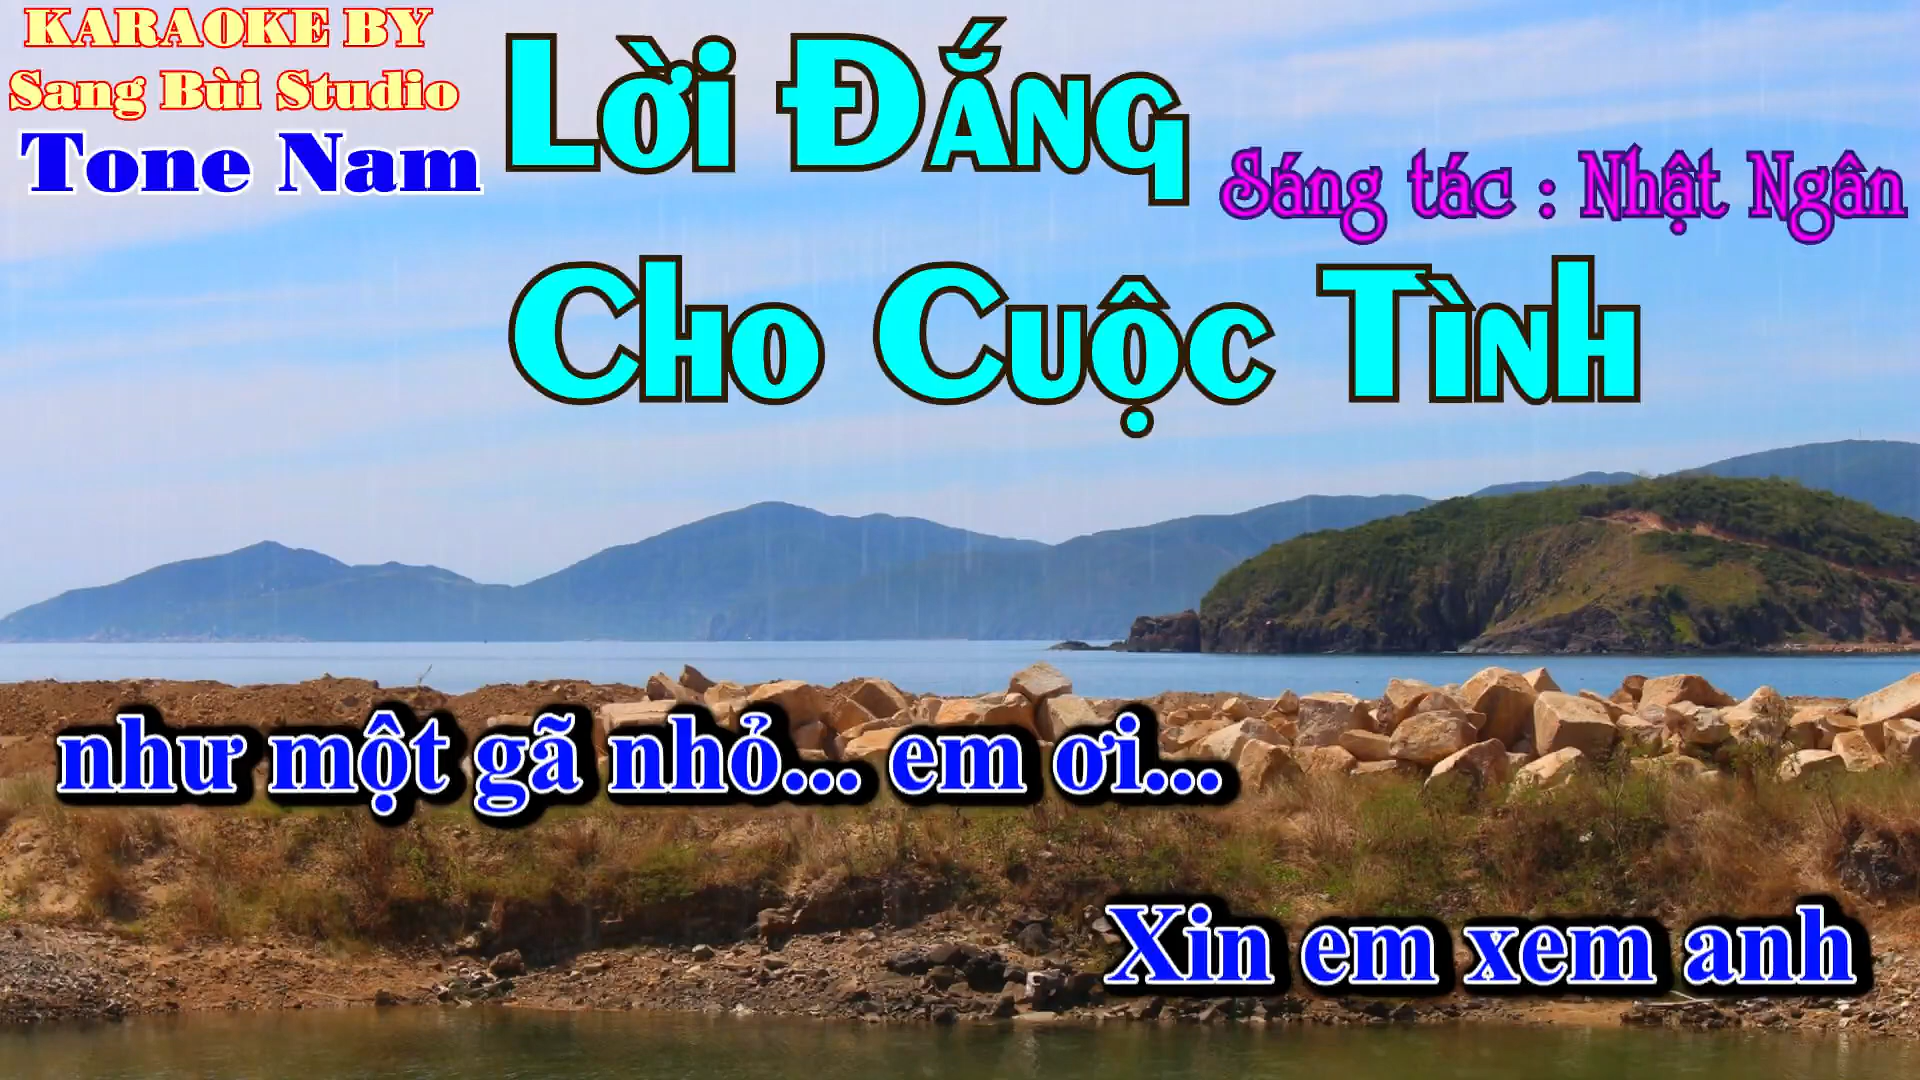 KARAOKE BY
Sang Bùi Studio
Tone Nam
Lời Đắng
Cho Cuộc Tình
Sáng tác : Nhật Ngân
như một gã nhỏ... em ơi...
Xin em xem anh